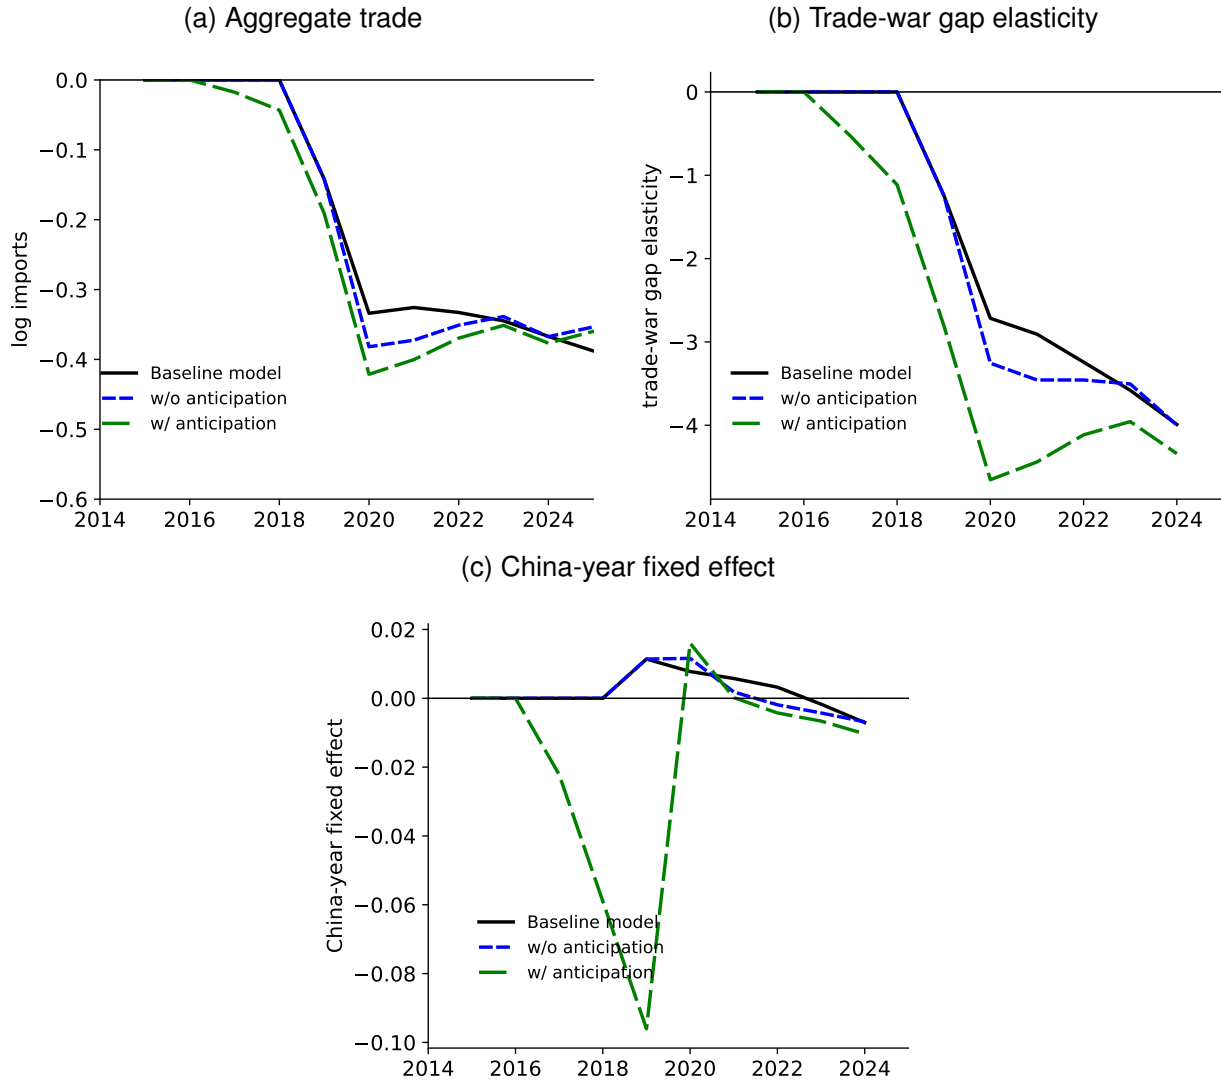 (a) Aggregate trade
0.0
−0.1
−0.2
−0.3
−0.4
−0.5
−0.6
log imports
Baseline model
w/o anticipation
w/ anticipation
2014 2016 2018 2020 2022 2024
(b) Trade-war gap elasticity
0
−1
−2
−3
−4
trade-war gap elasticity
Baseline model
w/o anticipation
w/ anticipation
2014 2016 2018 2020 2022 2024
(c) China-year fixed effect
0.02
0.00
−0.02
−0.04
−0.06
−0.08
−0.10
China-year fixed effect
Baseline model
w/o anticipation
w/ anticipation
2014 2016 2018 2020 2022 2024